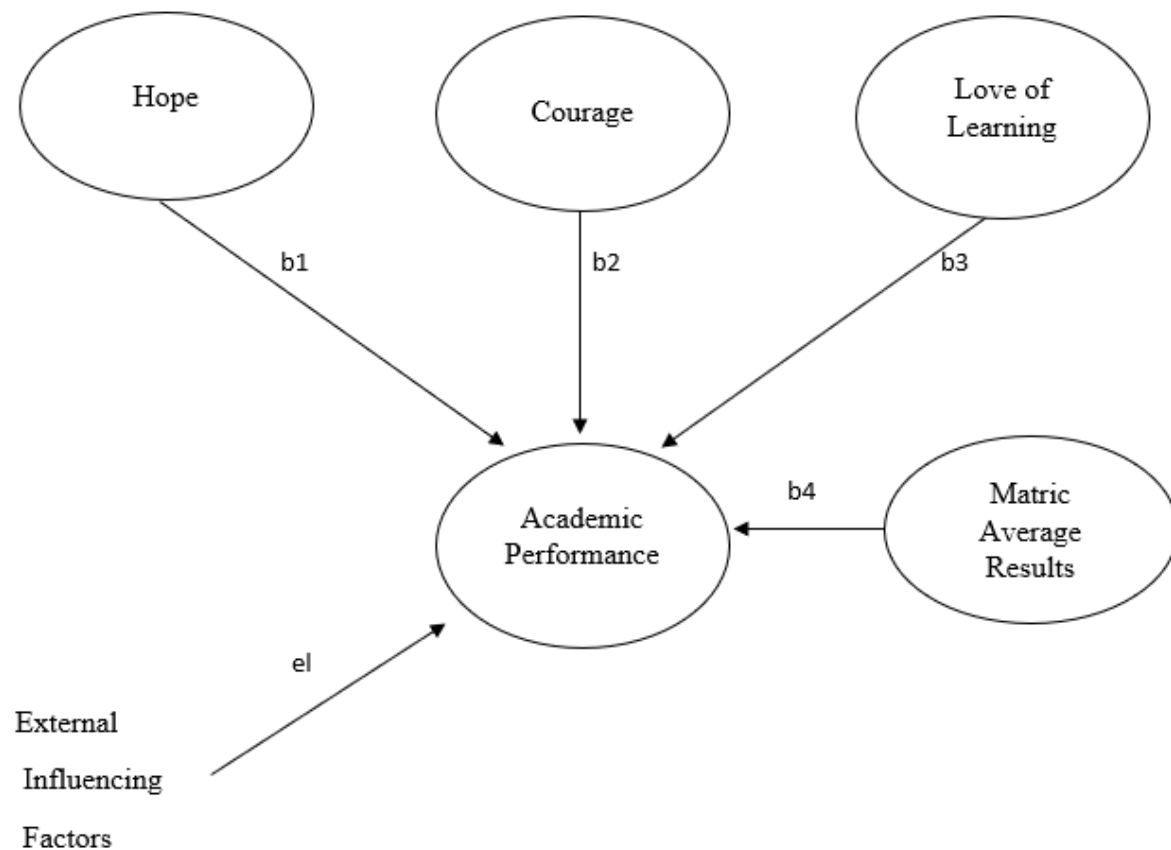 Hope
Courage
Love of
Learning
b1
b2
b3
Academic
Performance
b4
Matric
Average
Results
el
External
Influencing
Factors